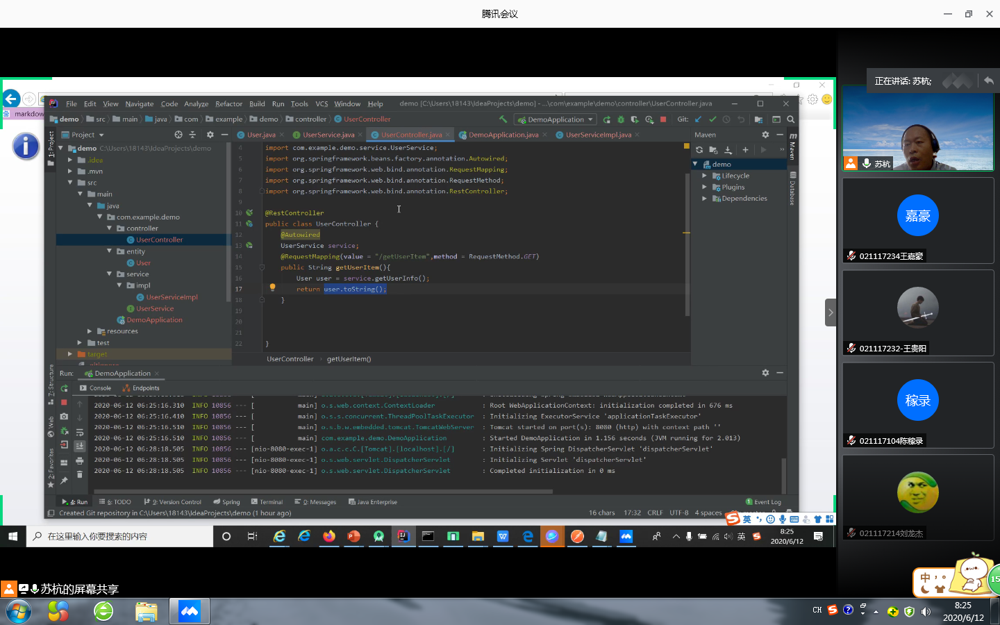 腾讯会议
正在讲话: 苏杭;
markdow
File Edit View Navigate Code Analyze Refactor Build Run Tools VCS Window Help demo [C:\Users\18143\IdeaProjects\demo] - ...\com\example\demo\controller\UserController.java
demo src main java com example demo controller UserController
DemoApplication Git:
Project
User.java UserService.java UserController.java DemoApplication.java UserServiceImpl.java
Maven
1: Project
demo C:\Users\18143\IdeaProjects\demo
.idea
.mvn
src
main
java
com.example.demo
controller
UserController
entity
User
service
impl
UserServiceImpl
UserService
DemoApplication
resources
test
target
4 import com.example.demo.service.UserService;
5 import org.springframework.beans.factory.annotation.Autowired;
6 import org.springframework.web.bind.annotation.RequestMapping;
7 import org.springframework.web.bind.annotation.RequestMethod;
8 import org.springframework.web.bind.annotation.RestController;
9
10 @RestController
11 public class UserController {
12 @Autowired
13 UserService service;
14 @RequestMapping(value = "/getUserItem",method = RequestMethod.GET)
15 public String getUserItem(){
16 User user = service.getUserInfo();
17 return user.toString();
18 }
19
20
21
22 }
UserController getUserItem()
demo
Lifecycle
Plugins
Dependencies
Maven
Database
Z: Structure
Web
2: Favorites
Run: DemoApplication
Console Endpoints
2020-06-12 06:25:16.310 INFO 10856 --- [ main] o.s.web.context.ContextLoader : Root WebApplicationContext: initialization completed in 676 ms
2020-06-12 06:25:16.410 INFO 10856 --- [ main] o.s.s.concurrent.ThreadPoolTaskExecutor : Initializing ExecutorService 'applicationTaskExecutor'
2020-06-12 06:25:16.510 INFO 10856 --- [ main] o.s.b.w.embedded.tomcat.TomcatWebServer : Tomcat started on port(s): 8080 (http) with context path ''
2020-06-12 06:25:16.510 INFO 10856 --- [ main] com.example.demo.DemoApplication : Started DemoApplication in 1.156 seconds (JVM running for 2.013)
2020-06-12 06:28:18.505 INFO 10856 --- [nio-8080-exec-1] o.a.c.c.C.[Tomcat].[localhost].[/] : Initializing Spring DispatcherServlet 'dispatcherServlet'
2020-06-12 06:28:18.505 INFO 10856 --- [nio-8080-exec-1] o.s.web.servlet.DispatcherServlet : Initializing Servlet 'dispatcherServlet'
2020-06-12 06:28:18.505 INFO 10856 --- [nio-8080-exec-1] o.s.web.servlet.DispatcherServlet : Completed initialization in 0 ms
4: Run 6: TODO 9: Version Control Spring Terminal 0: Messages Java Enterprise 1 Event Log
Created Git repository in C:\Users\18143\IdeaProjects\demo (1 hour ago) 16 chars 17:32 CRLF UTF-8 4 spaces
英
在这里输入你要搜索的内容
英 8:25
2020/6/12
苏杭
嘉豪
021117234王嘉豪
021117232-王贵阳
稼录
021117104陈稼录
021117214刘龙杰
苏杭的屏幕共享
中
15
CH 8:25
2020/6/12